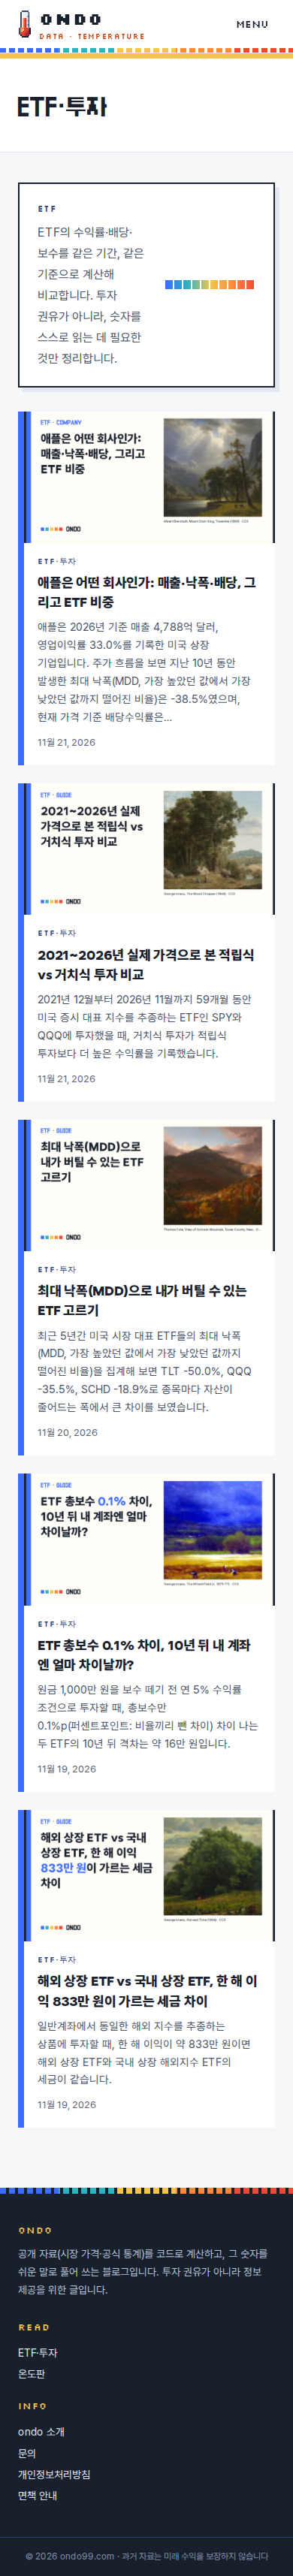 ONDO
DATA · TEMPERATURE
MENU
ETF·투자
ETF
ETF의 수익률·배당·
보수를 같은 기간, 같은
기준으로 계산해
비교합니다. 투자
권유가 아니라, 숫자를
스스로 읽는 데 필요한
것만 정리합니다.
ETF · COMPANY
애플은 어떤 회사인가:
매출·낙폭·배당, 그리고
ETF 비중
ONDO
ETF·투자
애플은 어떤 회사인가: 매출·낙폭·배당, 그
리고 ETF 비중
애플은 2026년 기준 매출 4,788억 달러,
영업이익률 33.0%를 기록한 미국 상장
기업입니다. 주가 흐름을 보면 지난 10년 동안
발생한 최대 낙폭(MDD, 가장 높았던 값에서 가장
낮았던 값까지 떨어진 비율)은 -38.5%였으며,
현재 가격 기준 배당수익률은...
11월 21, 2026
ETF · GUIDE
2021~2026년 실제
가격으로 본 적립식 vs
거치식 투자 비교
ONDO
ETF·투자
2021~2026년 실제 가격으로 본 적립식
vs 거치식 투자 비교
2021년 12월부터 2026년 11월까지 59개월 동안
미국 증시 대표 지수를 추종하는 ETF인 SPY와
QQQ에 투자했을 때, 거치식 투자가 적립식
투자보다 더 높은 수익률을 기록했습니다.
11월 21, 2026
ETF · GUIDE
최대 낙폭(MDD)으로
내가 버틸 수 있는 ETF
고르기
ONDO
ETF·투자
최대 낙폭(MDD)으로 내가 버틸 수 있는
ETF 고르기
최근 5년간 미국 시장 대표 ETF들의 최대 낙폭
(MDD, 가장 높았던 값에서 가장 낮았던 값까지
떨어진 비율)을 집계해 보면 TLT -50.0%, QQQ
-35.5%, SCHD -18.9%로 종목마다 자산이
줄어드는 폭에서 큰 차이를 보였습니다.
11월 20, 2026
ETF · GUIDE
ETF 총보수 0.1% 차이,
10년 뒤 내 계좌엔 얼마
차이날까?
ONDO
ETF·투자
ETF 총보수 0.1% 차이, 10년 뒤 내 계좌
엔 얼마 차이날까?
원금 1,000만 원을 보수 떼기 전 연 5% 수익률
조건으로 투자할 때, 총보수만
0.1%p(퍼센트포인트: 비율끼리 뺀 차이) 차이 나는
두 ETF의 10년 뒤 격차는 약 16만 원입니다.
11월 19, 2026
ETF · GUIDE
해외 상장 ETF vs 국내
상장 ETF, 한 해 이익
833만 원이 가르는 세금
차이
ONDO
ETF·투자
해외 상장 ETF vs 국내 상장 ETF, 한 해 이
익 833만 원이 가르는 세금 차이
일반계좌에서 동일한 해외 지수를 추종하는
상품에 투자할 때, 한 해 이익이 약 833만 원이면
해외 상장 ETF와 국내 상장 해외지수 ETF의
세금이 같습니다.
11월 19, 2026
ONDO
공개 자료(시장 가격·공식 통계)를 코드로 계산하고, 그 숫자를
쉬운 말로 풀어 쓰는 블로그입니다. 투자 권유가 아니라 정보
제공을 위한 글입니다.
READ
ETF·투자
온도판
INFO
ondo 소개
문의
개인정보처리방침
면책 안내
© 2026 ondo99.com · 과거 자료는 미래 수익을 보장하지 않습니다